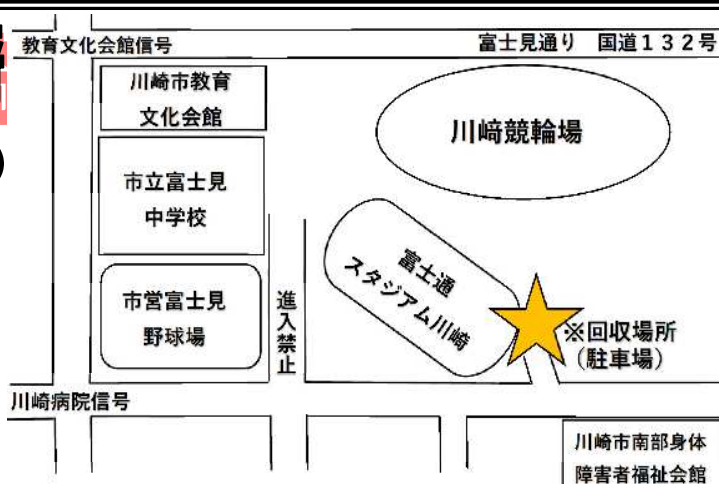 教育文化会館信号
富士見通り 国道132号
川崎市教育
文化会館
川﨑競輪場
市立富士見
中学校
富士通
スタジアム川崎
市営富士見
野球場
進入禁止
※回収場所
(駐車場)
川崎病院信号
川崎市南部身体
障害者福祉会館